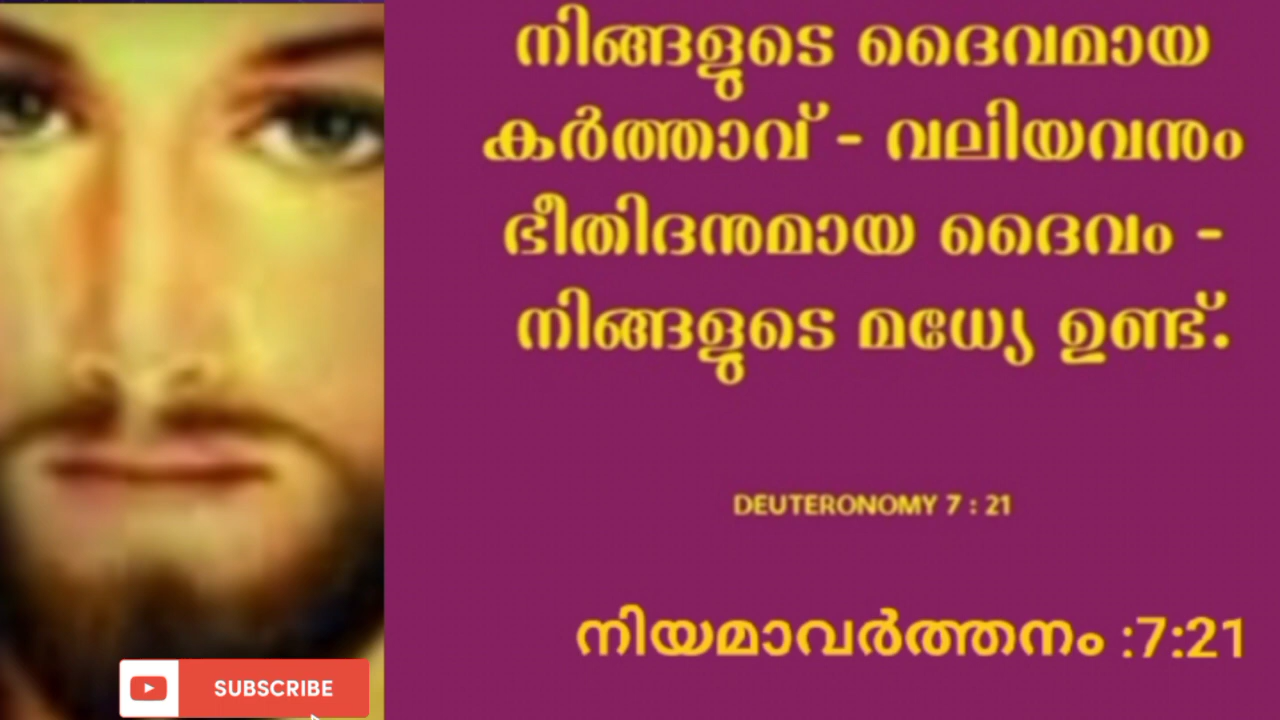 നിങ്ങളുടെ ദൈവമായ
കർത്താവ് - വലിയവനും
ഭീതിദനുമായ ദൈവം -
നിങ്ങളുടെ മധ്യേ ഉണ്ട്.
DEUTERONOMY 7 : 21
നിയമാവർത്തനം :7:21
SUBSCRIBE